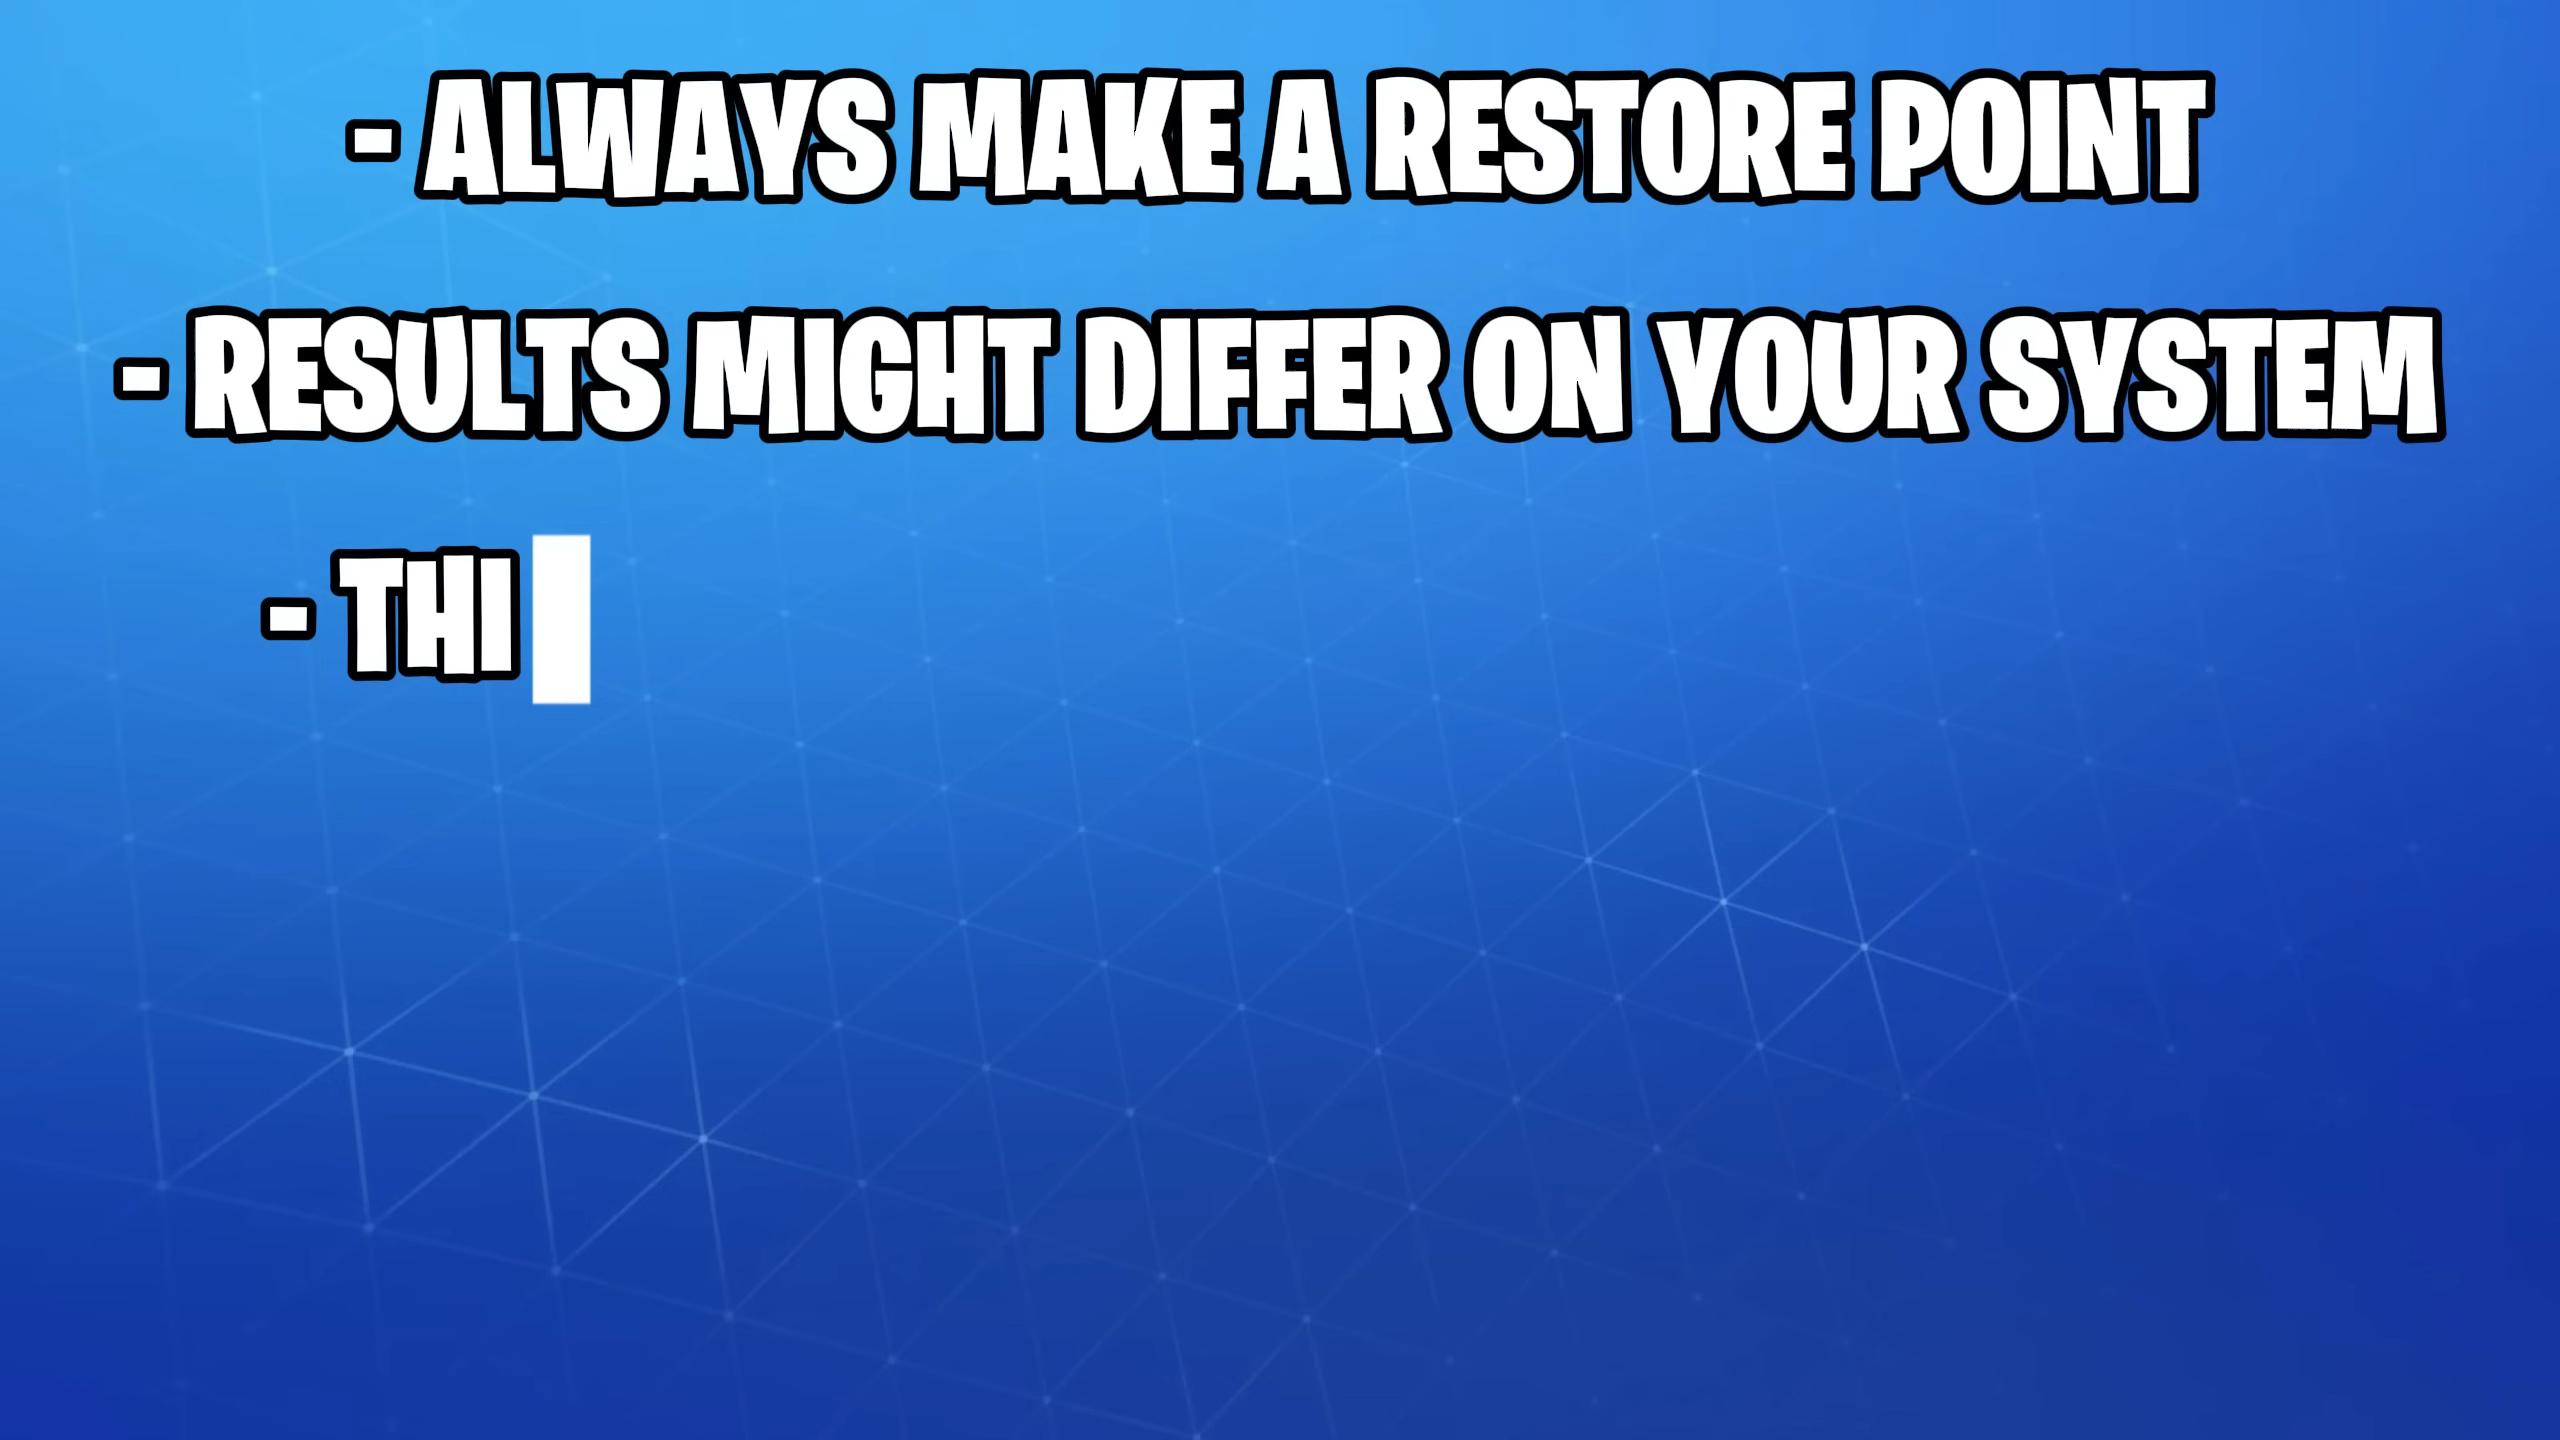 - ALWAYS MAKE A RESTORE POINT
- RESULTS MIGHT DIFFER ON YOUR SYSTEM
- THI